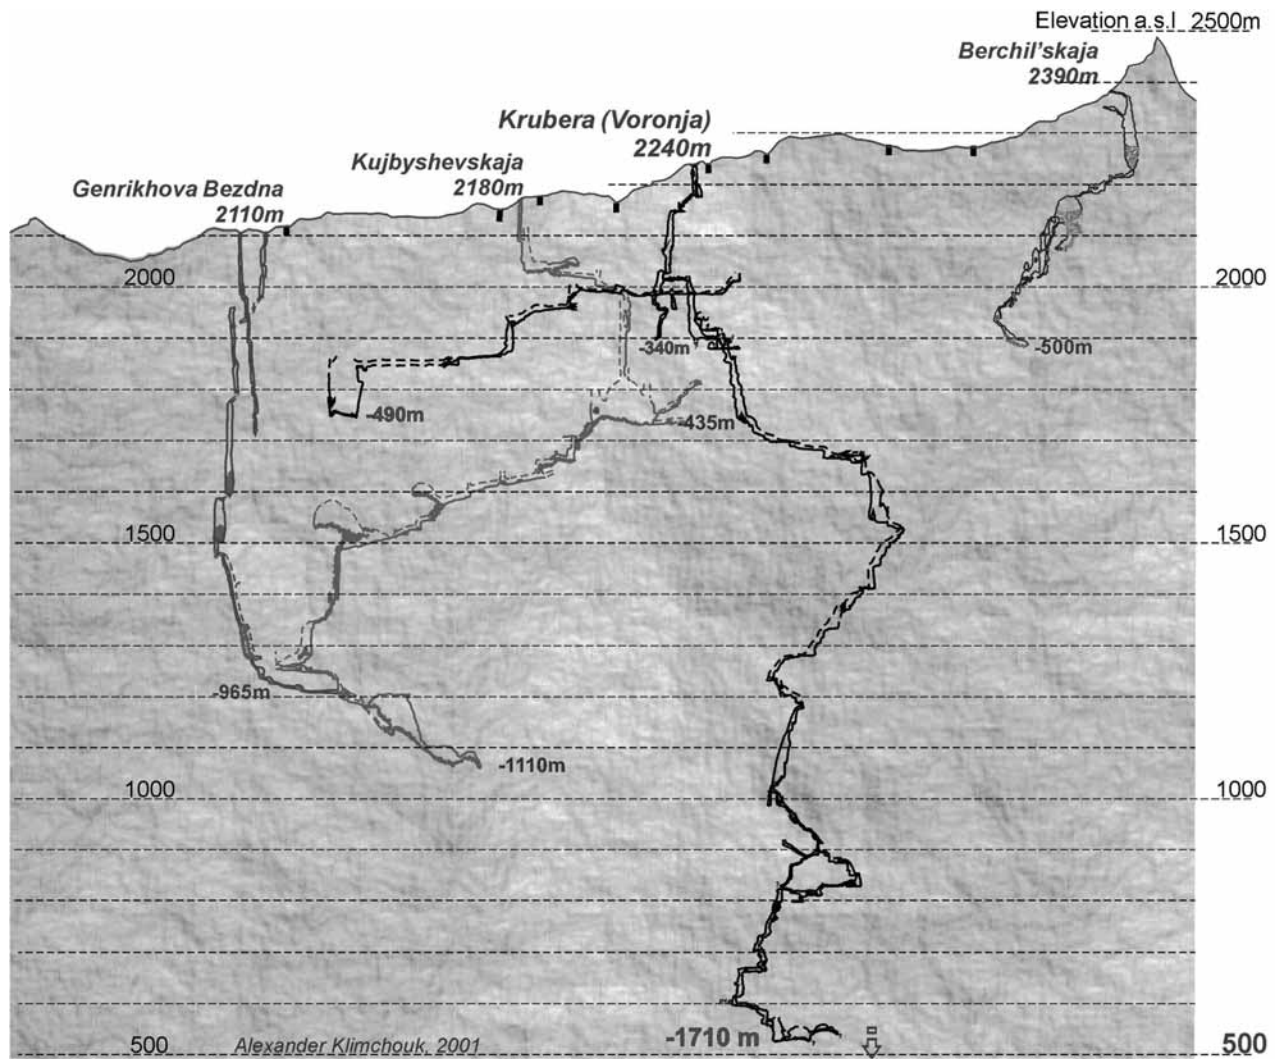 Elevation a.s.l 2500m
Berchil'skaja
2390m
Krubera (Voronja)
2240m
Kujbyshevskaja
2180m
Genrikhova Bezdna
2110m
2000
2000
-340m
-500m
-490m
-435m
1500
1500
-965m
-1110m
1000
1000
-1710 m
500
Alexander Klimchouk, 2001
500